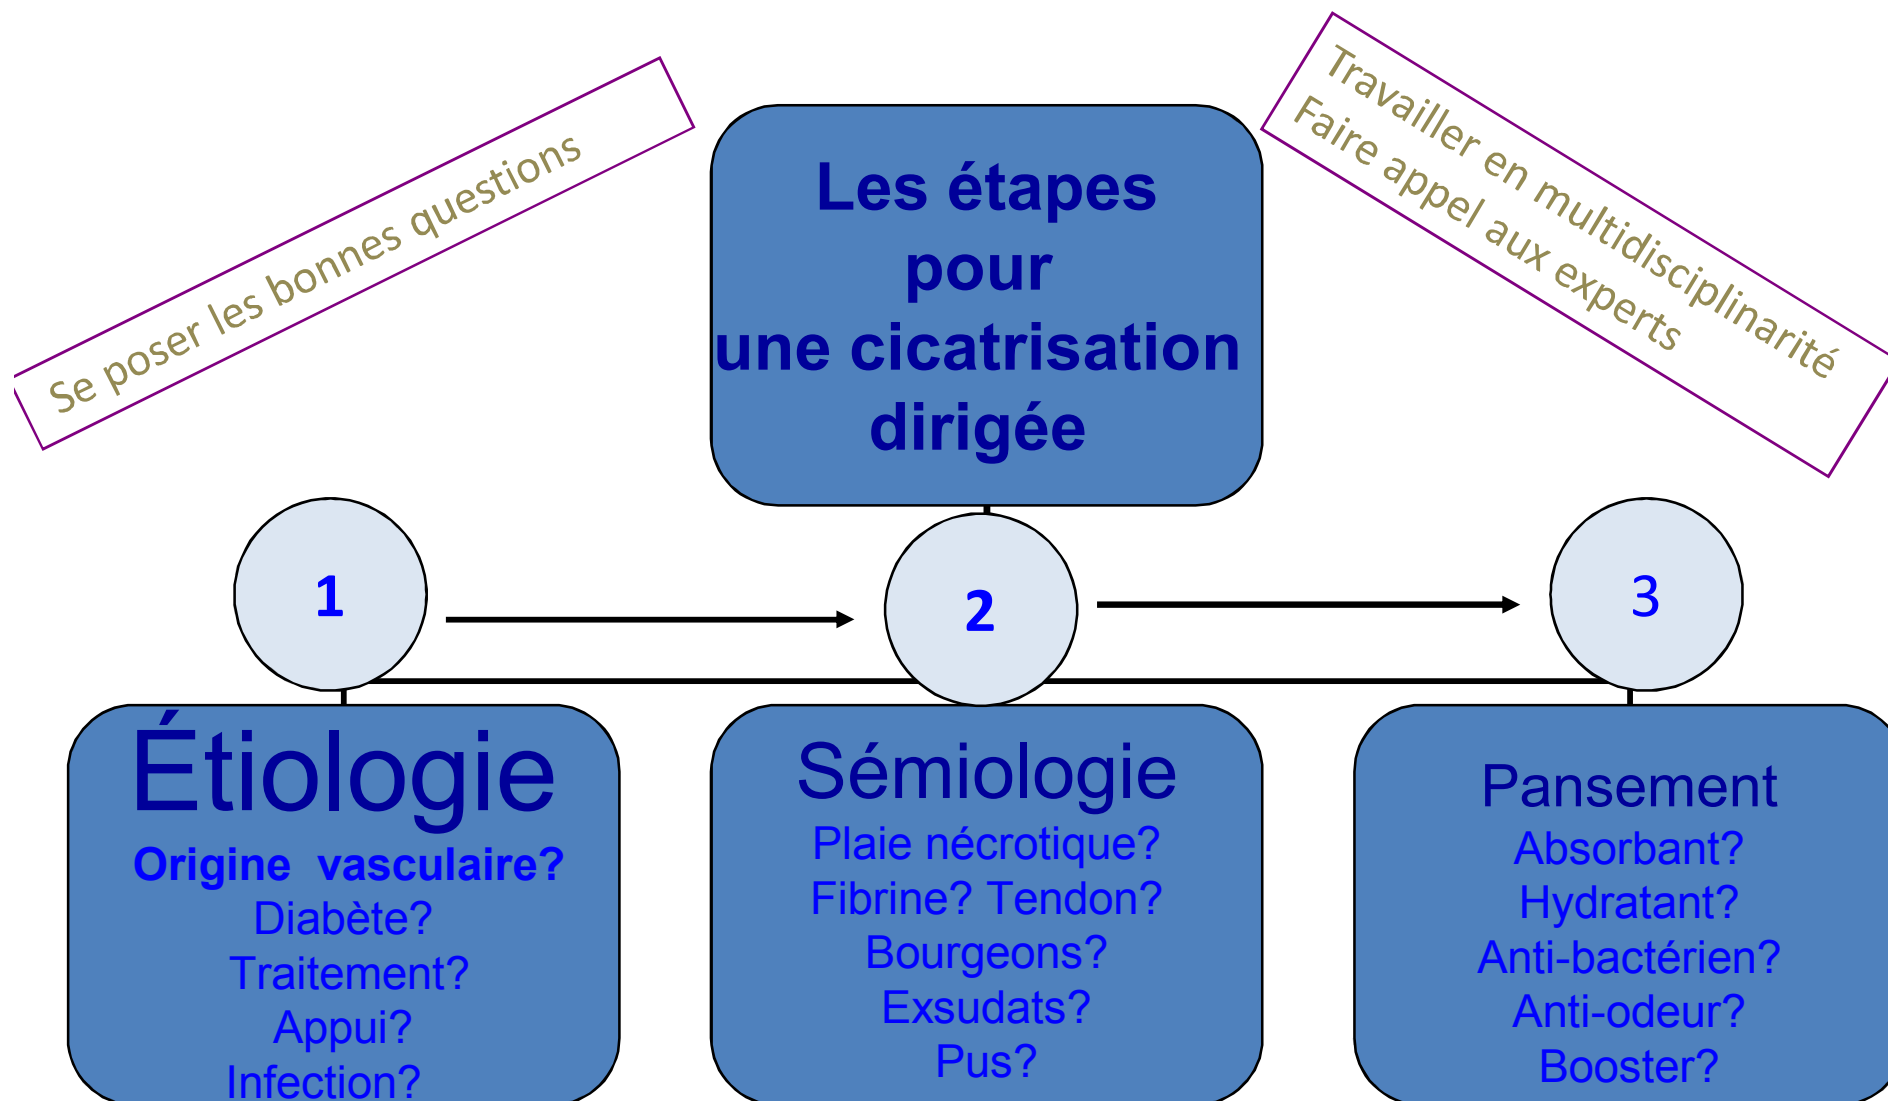 Se poser les bonnes questions
Travailler en multidisciplinarité
Faire appel aux experts
Les étapes
pour
une cicatrisation
dirigée
1
2
3
Étiologie
Origine vasculaire?
Diabète?
Traitement?
Appui?
Infection?
Sémiologie
Plaie nécrotique?
Fibrine? Tendon?
Bourgeons?
Exsudats?
Pus?
Pansement
Absorbant?
Hydratant?
Anti-bactérien?
Anti-odeur?
Booster?